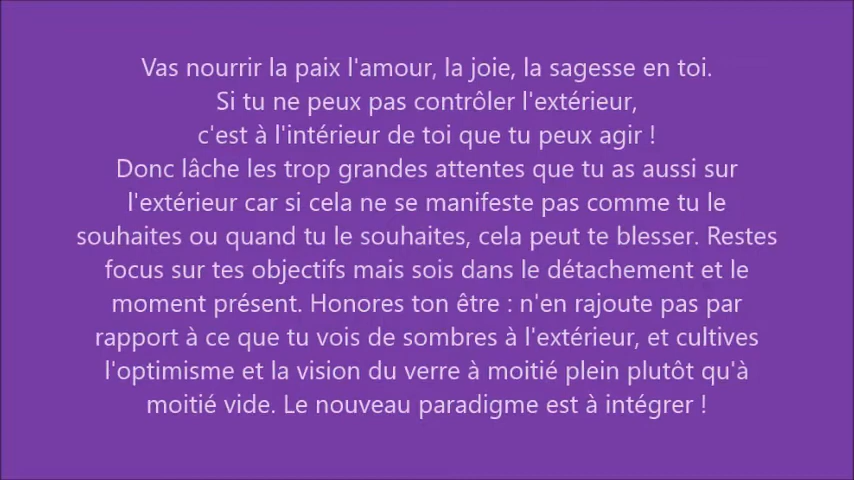 Vas nourrir la paix l'amour, la joie, la sagesse en toi.
Si tu ne peux pas contrôler l'extérieur,
c'est à l'intérieur de toi que tu peux agir !
Donc lâche les trop grandes attentes que tu as aussi sur
l'extérieur car si cela ne se manifeste pas comme tu le
souhaites ou quand tu le souhaites, cela peut te blesser. Restes
focus sur tes objectifs mais sois dans le détachement et le
moment présent. Honores ton être : n'en rajoute pas par
rapport à ce que tu vois de sombres à l'extérieur, et cultives
l'optimisme et la vision du verre à moitié plein plutôt qu'à
moitié vide. Le nouveau paradigme est à intégrer !